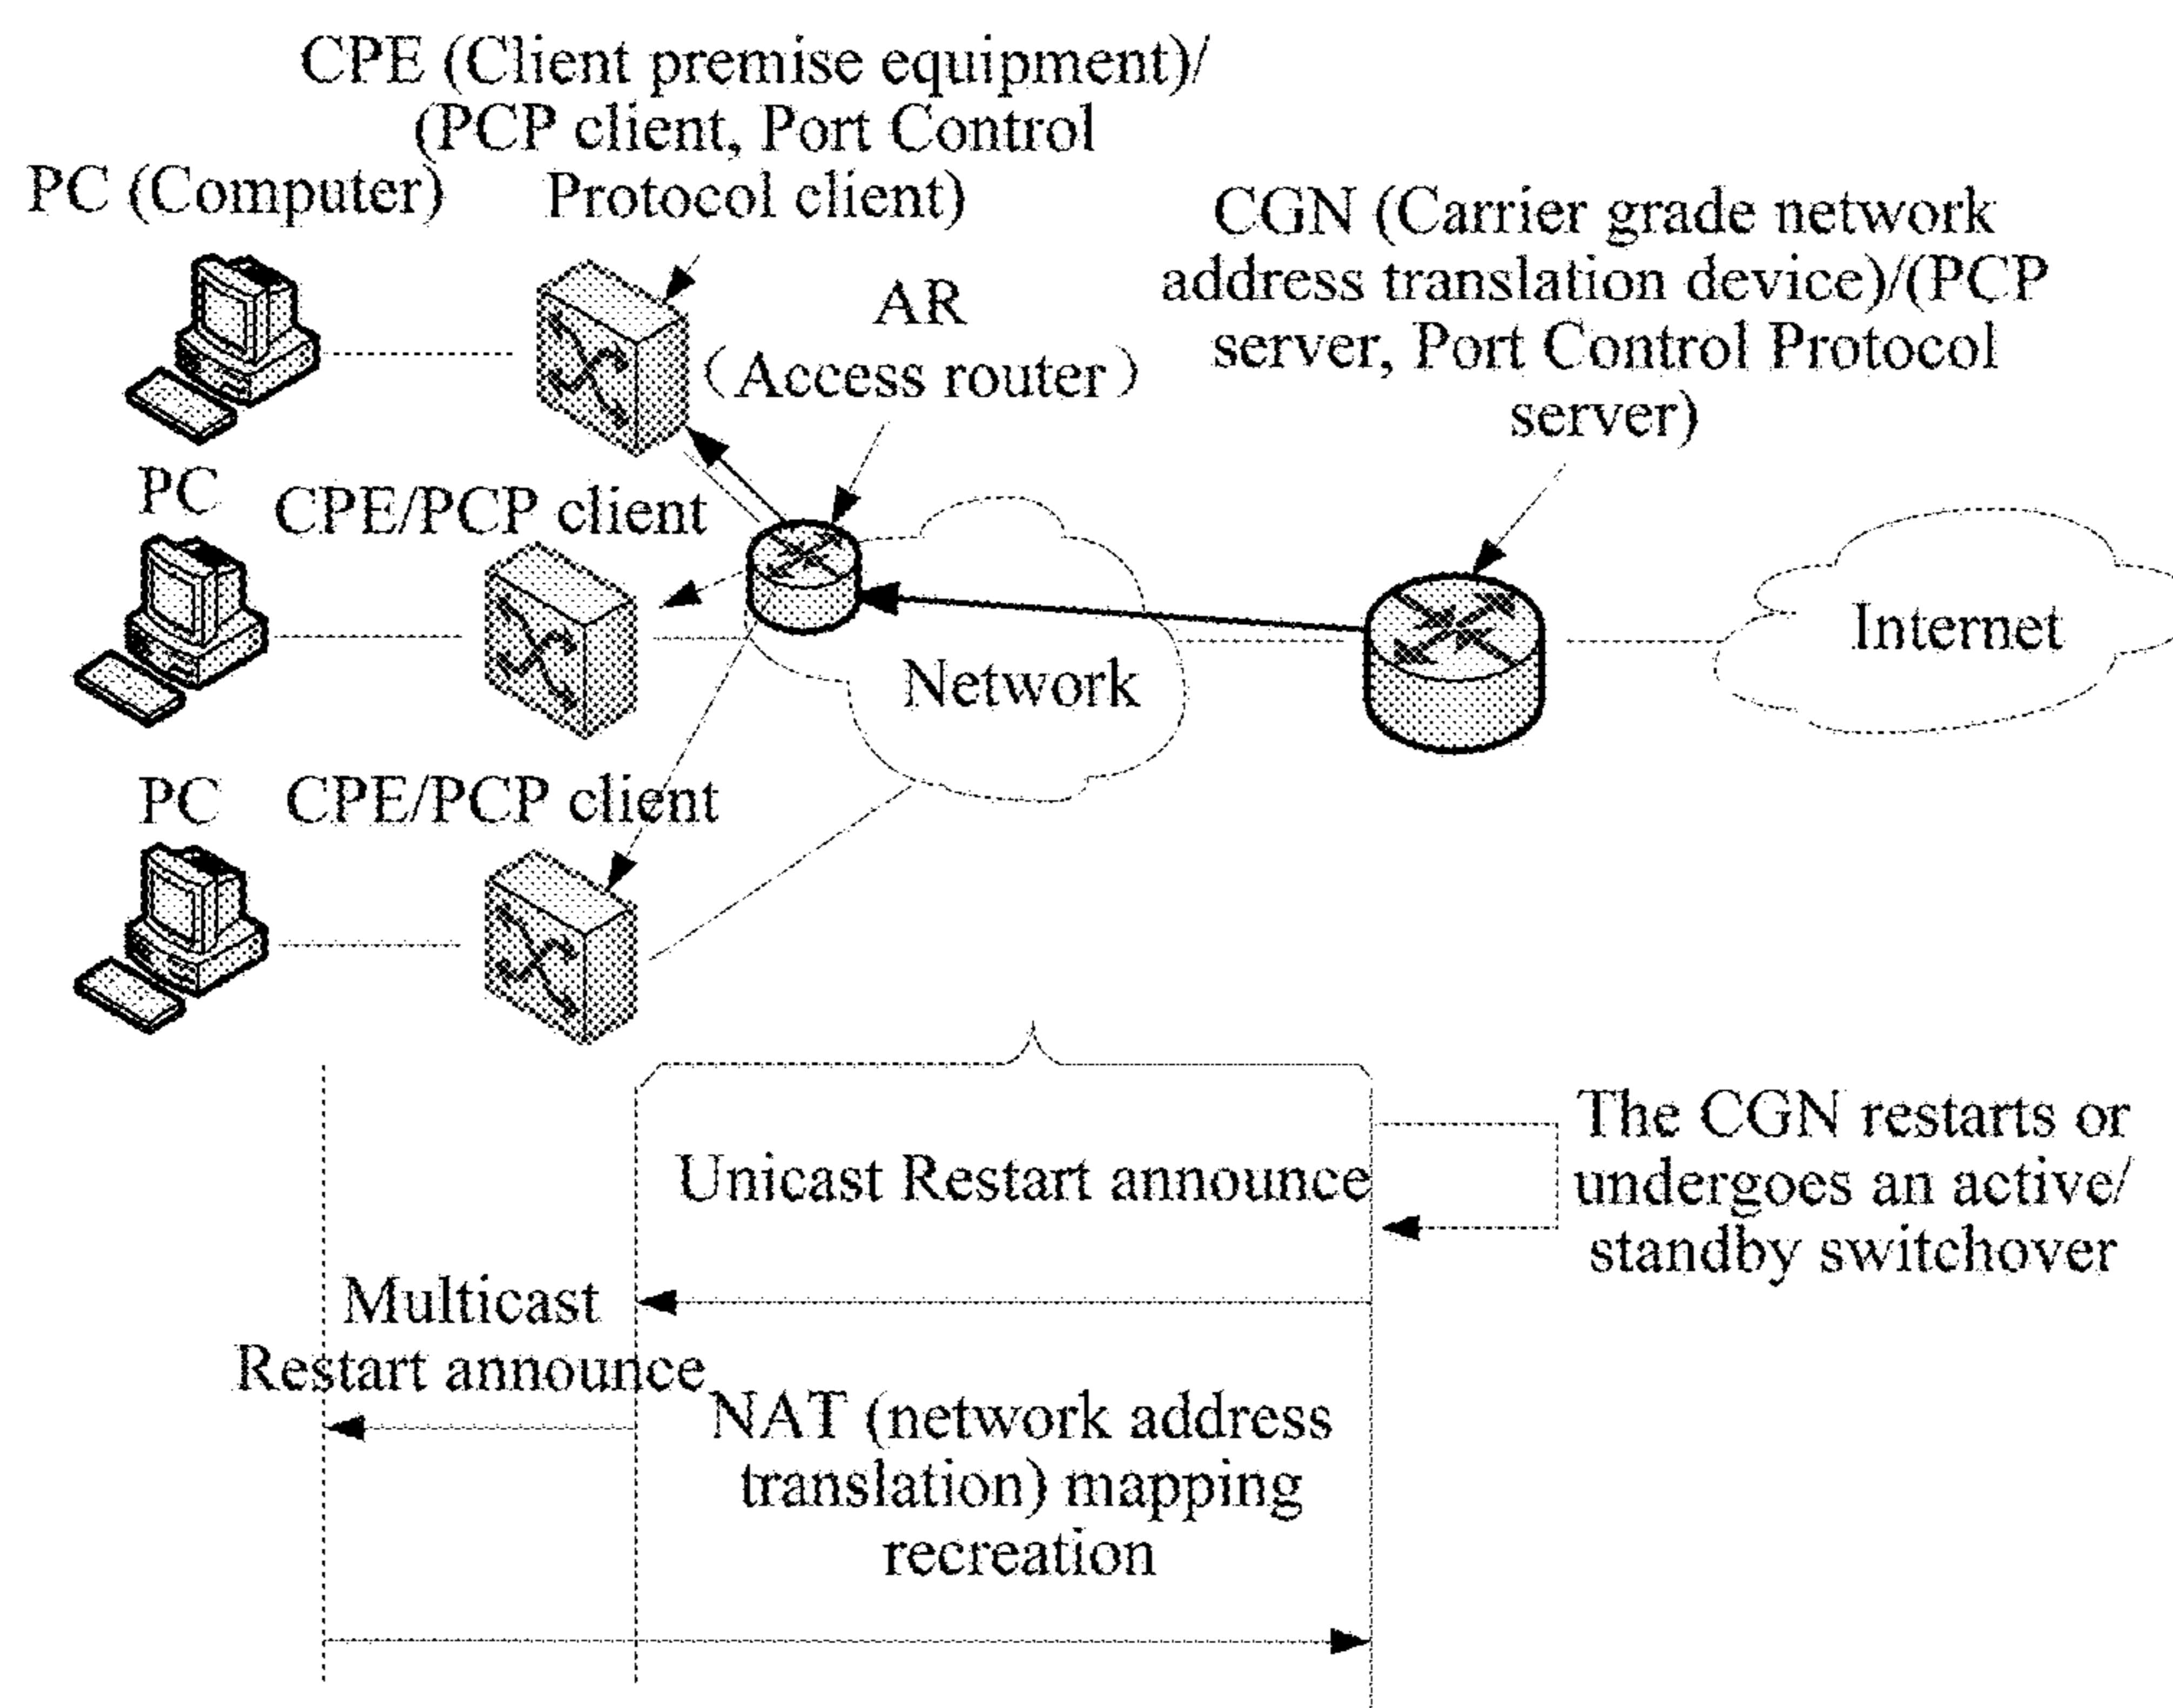 CPE (Client premise equipment)/
(PCP client, Port Control
Protocol client)
PC (Computer)
CGN (Carrier grade network
address translation device)/(PCP
server, Port Control Protocol
server)
AR
(Access router)
PC
CPE/PCP client
Network
Internet
PC
CPE/PCP client
The CGN restarts or
undergoes an active/
standby switchover
Unicast Restart announce
Multicast
Restart announce
NAT (network address
translation) mapping
recreation